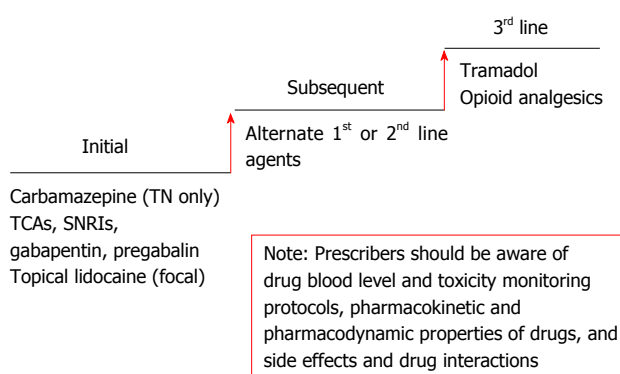 3rd line
Tramadol
Opioid analgesics
Subsequent
Alternate 1st or 2nd line
agents
Initial
Carbamazepine (TN only)
TCAs, SNRIs,
gabapentin, pregabalin
Topical lidocaine (focal)
Note: Prescribers should be aware of
drug blood level and toxicity monitoring
protocols, pharmacokinetic and
pharmacodynamic properties of drugs, and
side effects and drug interactions